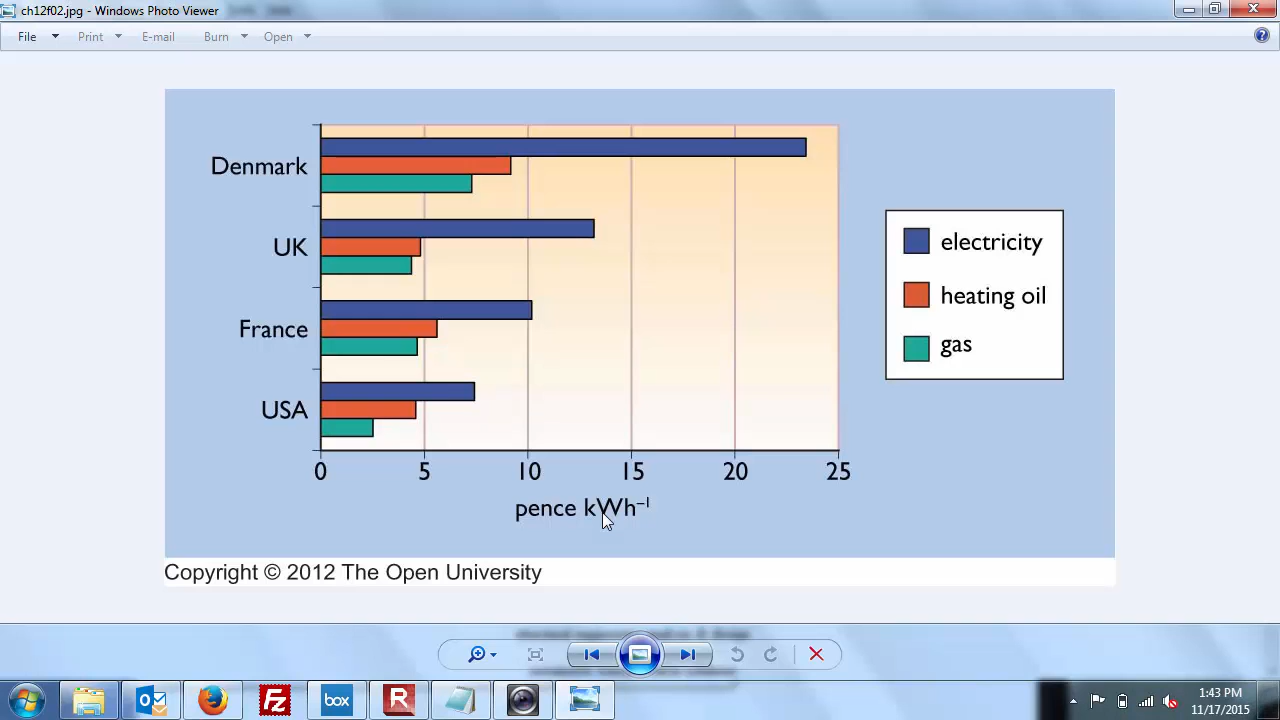 ch12f02.jpg - Windows Photo Viewer
File Print E-mail Burn Open
Denmark
UK
France
USA
electricity
heating oil
gas
0 5 10 15 20 25
pence kWh⁻¹
Copyright © 2012 The Open University
box
1:43 PM
11/17/2015